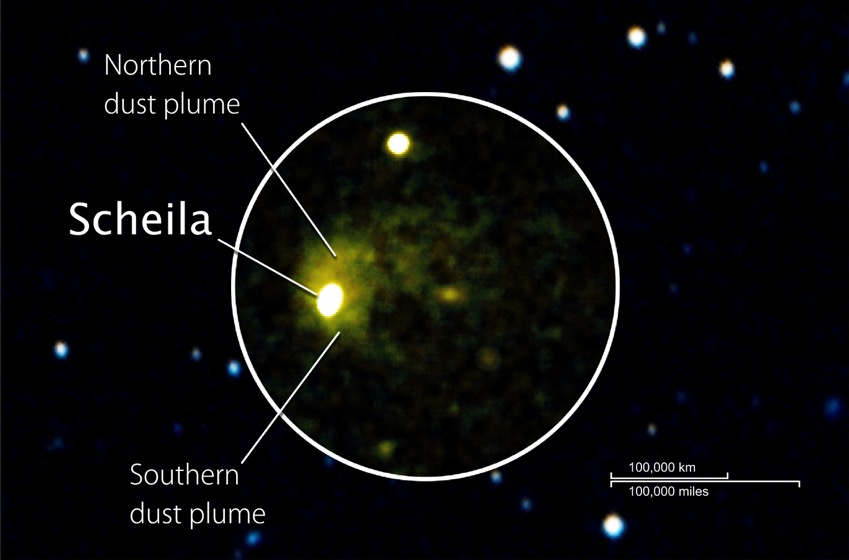 Northern
dust plume
Scheila
Southern
dust plume
100,000 km
100,000 miles